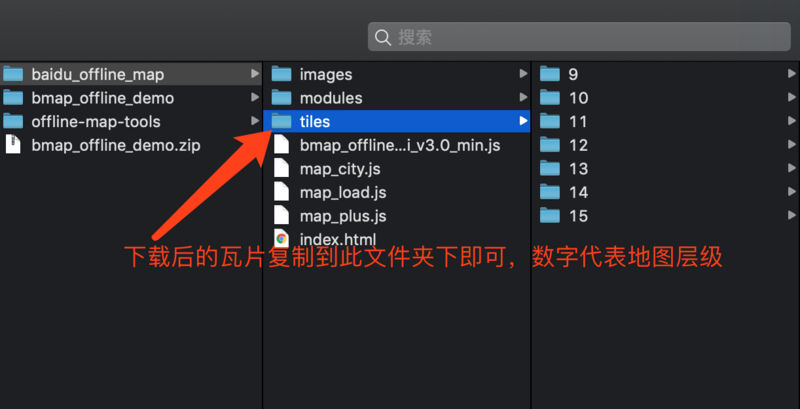 搜索
baidu_offline_map
bmap_offline_demo
offline-map-tools
bmap_offline_demo.zip
images
modules
tiles
bmap_offline...i_v3.0_min.js
map_city.js
map_load.js
map_plus.js
index.html
9
10
11
12
13
14
15
下载后的瓦片复制到此文件夹下即可，数字代表地图层级